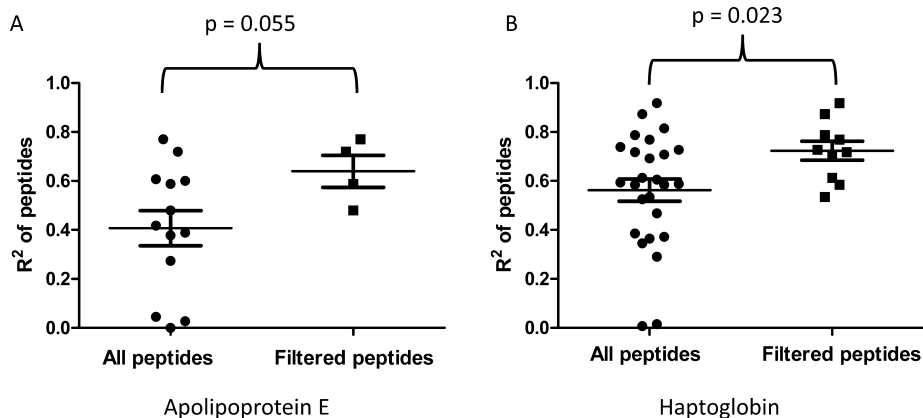 A
p = 0.055
1.0
0.8
0.6
0.4
0.2
0.0
R² of peptides
All peptides
Filtered peptides
Apolipoprotein E
B
p = 0.023
1.0
0.8
0.6
0.4
0.2
0.0
R² of peptides
All peptides
Filtered peptides
Haptoglobin